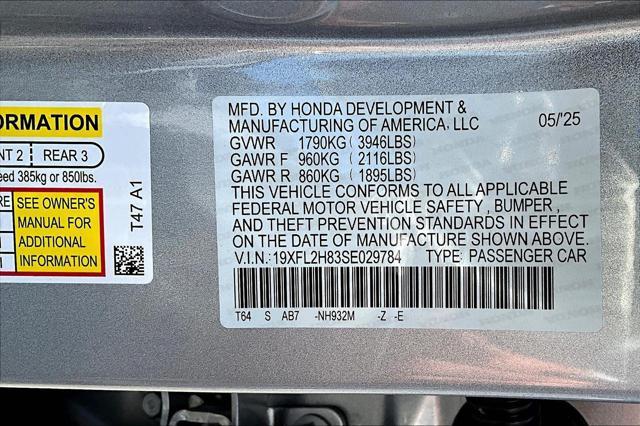 ORMATION
NT 2 REAR 3
eed 385kg or 850lbs.
RE SEE OWNER'S
MANUAL FOR
ADDITIONAL
INFORMATION
T47 A1
MFD. BY HONDA DEVELOPMENT &
MANUFACTURING OF AMERICA, LLC 05/'25
GVWR 1790KG (3946LBS)
GAWR F 960KG (2116LBS)
GAWR R 860KG (1895LBS)
THIS VEHICLE CONFORMS TO ALL APPLICABLE
FEDERAL MOTOR VEHICLE SAFETY , BUMPER ,
AND THEFT PREVENTION STANDARDS IN EFFECT
ON THE DATE OF MANUFACTURE SHOWN ABOVE.
V.I.N.:19XFL2H83SE029784 TYPE: PASSENGER CAR
T64 S AB7 -NH932M -Z -E